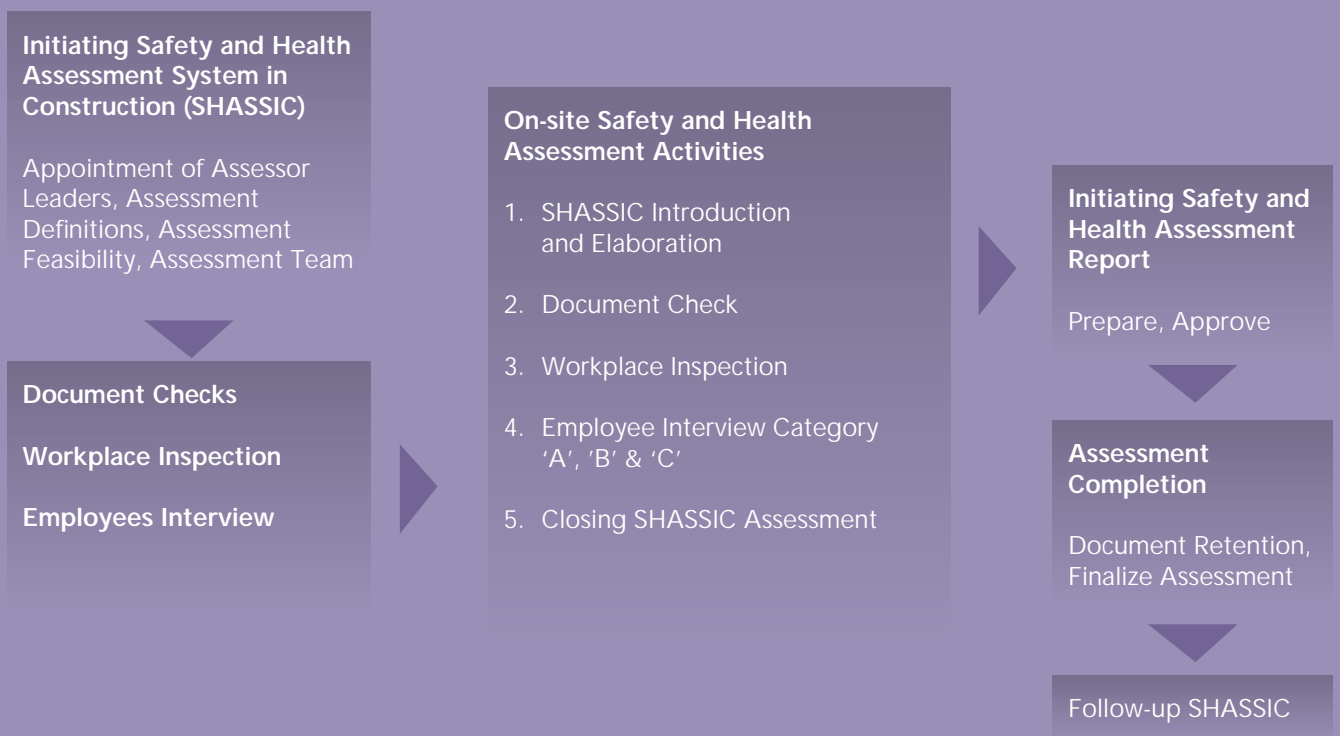 Initiating Safety and Health
Assessment System in
Construction (SHASSIC)
Appointment of Assessor
Leaders, Assessment
Definitions, Assessment
Feasibility, Assessment Team
Document Checks
Workplace Inspection
Employees Interview
On-site Safety and Health
Assessment Activities
1. SHASSIC Introduction
and Elaboration
2. Document Check
3. Workplace Inspection
4. Employee Interview Category
‘A’, ’B’ & ‘C’
5. Closing SHASSIC Assessment
Initiating Safety and
Health Assessment
Report
Prepare, Approve
Assessment
Completion
Document Retention,
Finalize Assessment
Follow-up SHASSIC